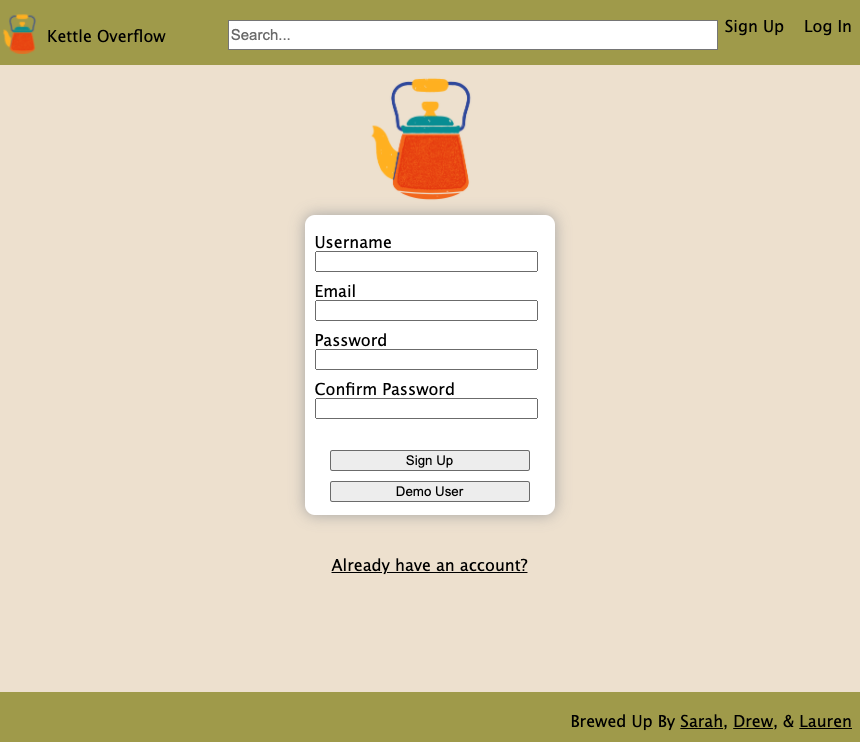 Kettle Overflow
Search...
Sign Up
Log In
Username
Email
Password
Confirm Password
Sign Up
Demo User
Already have an account?
Brewed Up By Sarah, Drew, & Lauren